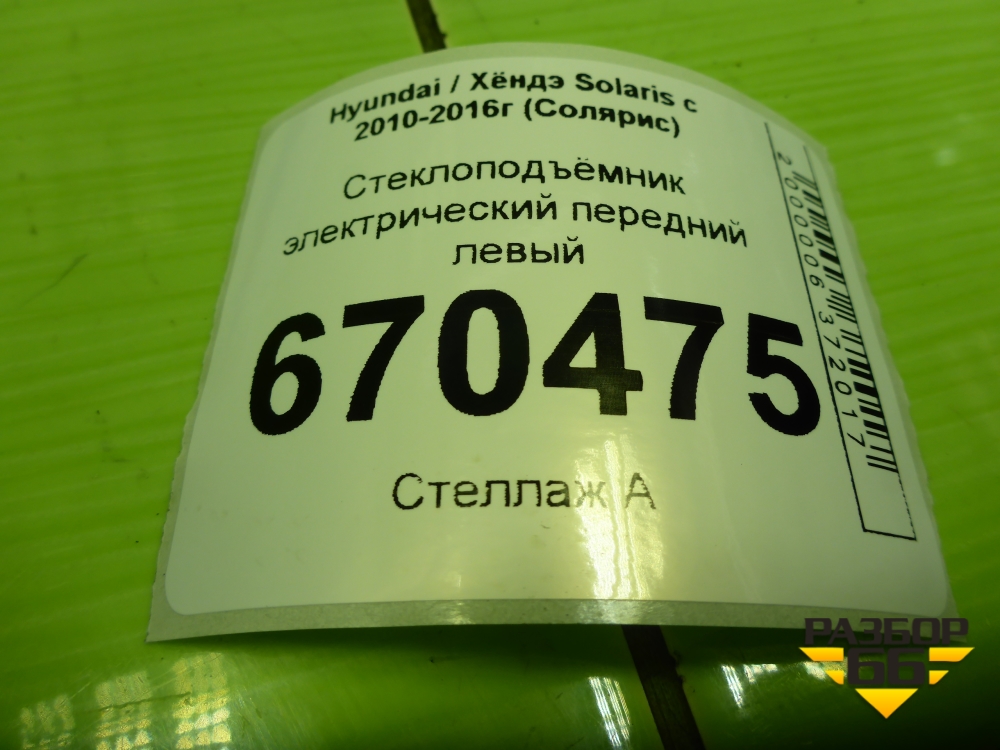 Hyundai / Хёндэ Solaris с
2010-2016г (Солярис)
Стеклоподъёмник
электрический передний
левый
670475
Стеллаж А
2000006372017
РАЗБОР
66